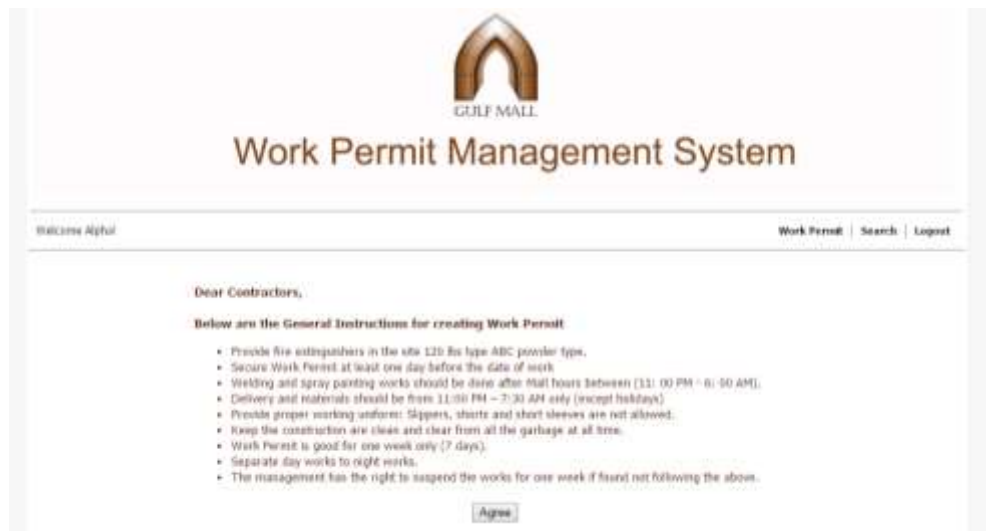 GULF MALL
Work Permit Management System
Welcome Alpha!
Work Permit | Search | Logout
Dear Contractors,
Below are the General Instructions for creating Work Permit
• Provide fire extinguishers in the site 120 lbs type ABC powder type.
• Secure Work Permit at least one day before the date of work
• Welding and spray painting works should be done after Mall hours between (11: 00 PM - 6: 00 AM).
• Delivery and materials should be from 11:00 PM – 7:30 AM only (except holidays)
• Provide proper working uniform: Slippers, shorts and short sleeves are not allowed.
• Keep the construction are clean and clear from all the garbage at all time.
• Work Permit is good for one week only (7 days).
• Separate day works to night works.
• The management has the right to suspend the works for one week if found not following the above.
Agree